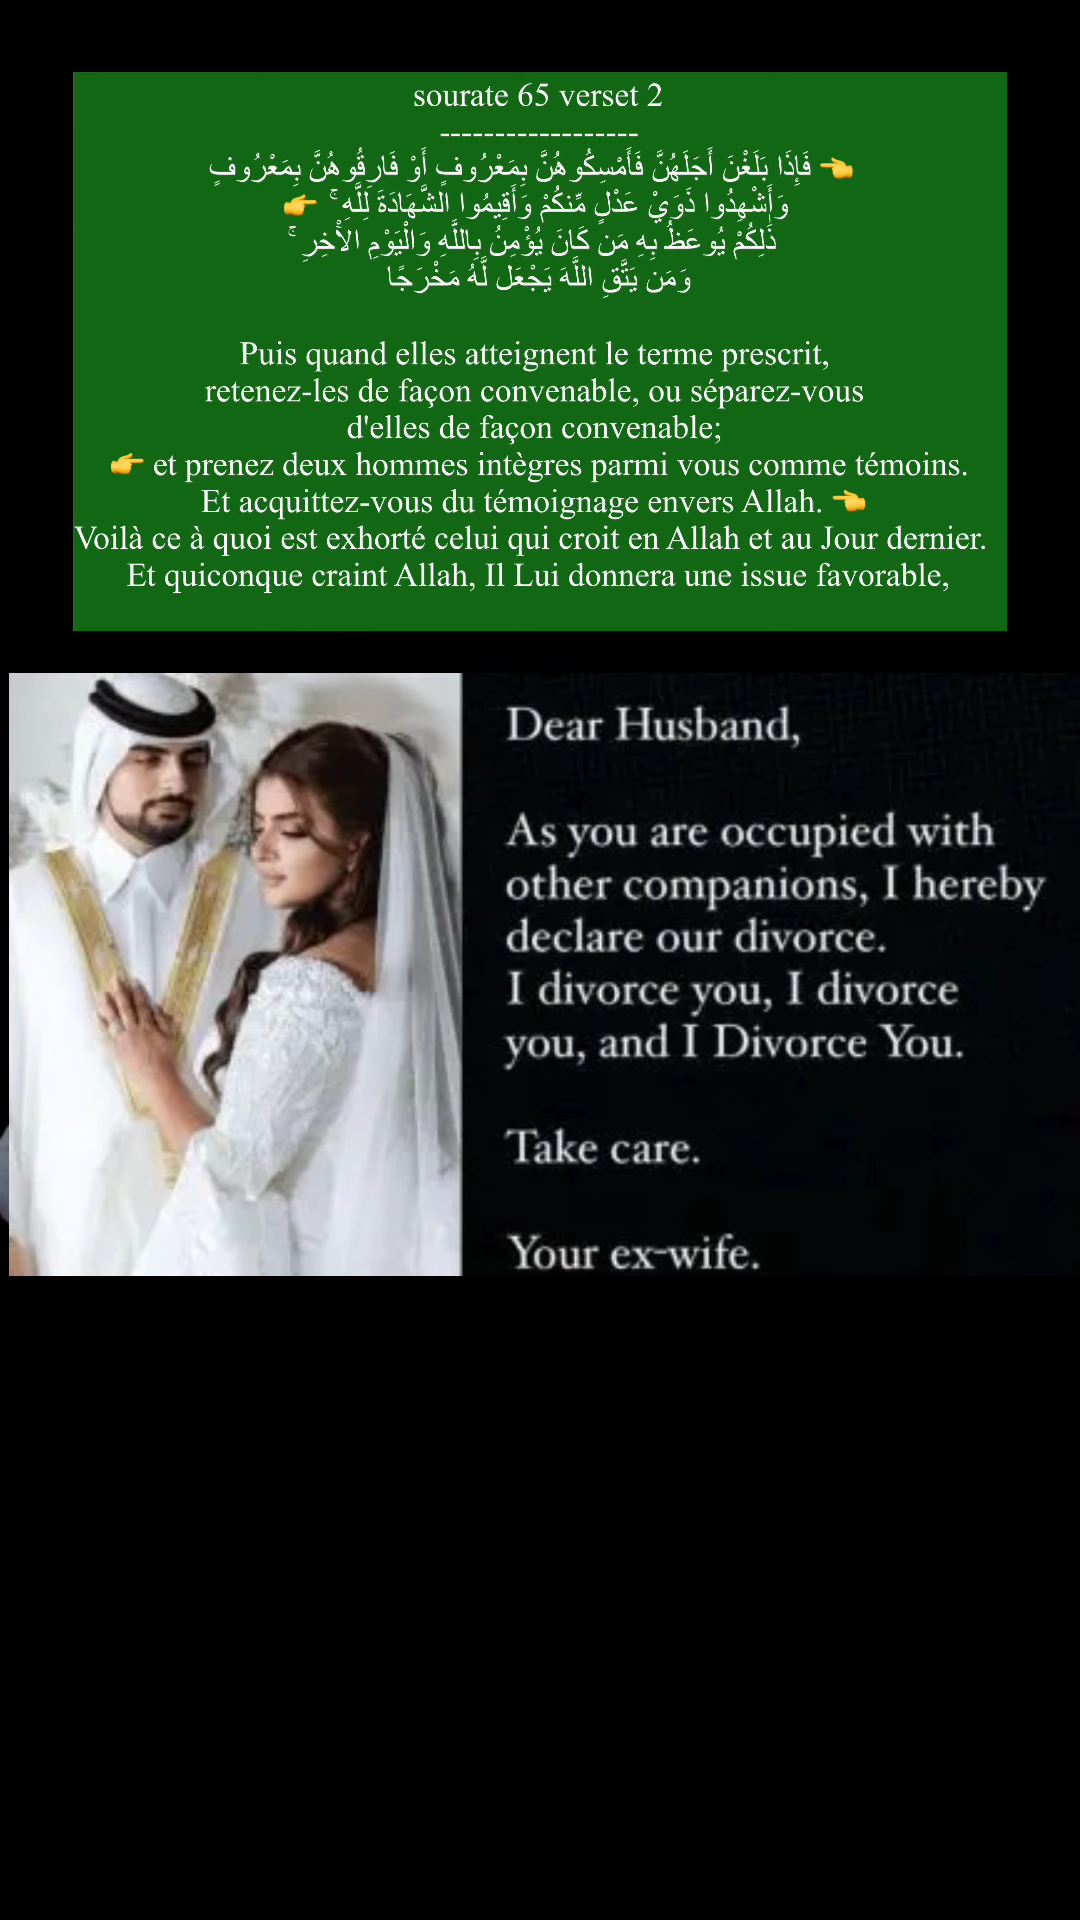 sourate 65 verset 2
------------------
👈 فَإِذَا بَلَغْنَ أَجَلَهُنَّ فَأَمْسِكُوهُنَّ بِمَعْرُوفٍ أَوْ فَارِقُوهُنَّ بِمَعْرُوفٍ
وَأَشْهِدُوا ذَوَيْ عَدْلٍ مِّنكُمْ وَأَقِيمُوا الشَّهَادَةَ لِلَّهِ ۚ 👉
ذَٰلِكُمْ يُوعَظُ بِهِ مَن كَانَ يُؤْمِنُ بِاللَّهِ وَالْيَوْمِ الْآخِرِ ۚ
وَمَن يَتَّقِ اللَّهَ يَجْعَل لَّهُ مَخْرَجًا
Puis quand elles atteignent le terme prescrit,
retenez-les de façon convenable, ou séparez-vous
d'elles de façon convenable;
👉 et prenez deux hommes intègres parmi vous comme témoins.
Et acquittez-vous du témoignage envers Allah. 👈
Voilà ce à quoi est exhorté celui qui croit en Allah et au Jour dernier.
Et quiconque craint Allah, Il Lui donnera une issue favorable,
Dear Husband,
As you are occupied with
other companions, I hereby
declare our divorce.
I divorce you, I divorce
you, and I Divorce You.
Take care.
Your ex-wife.